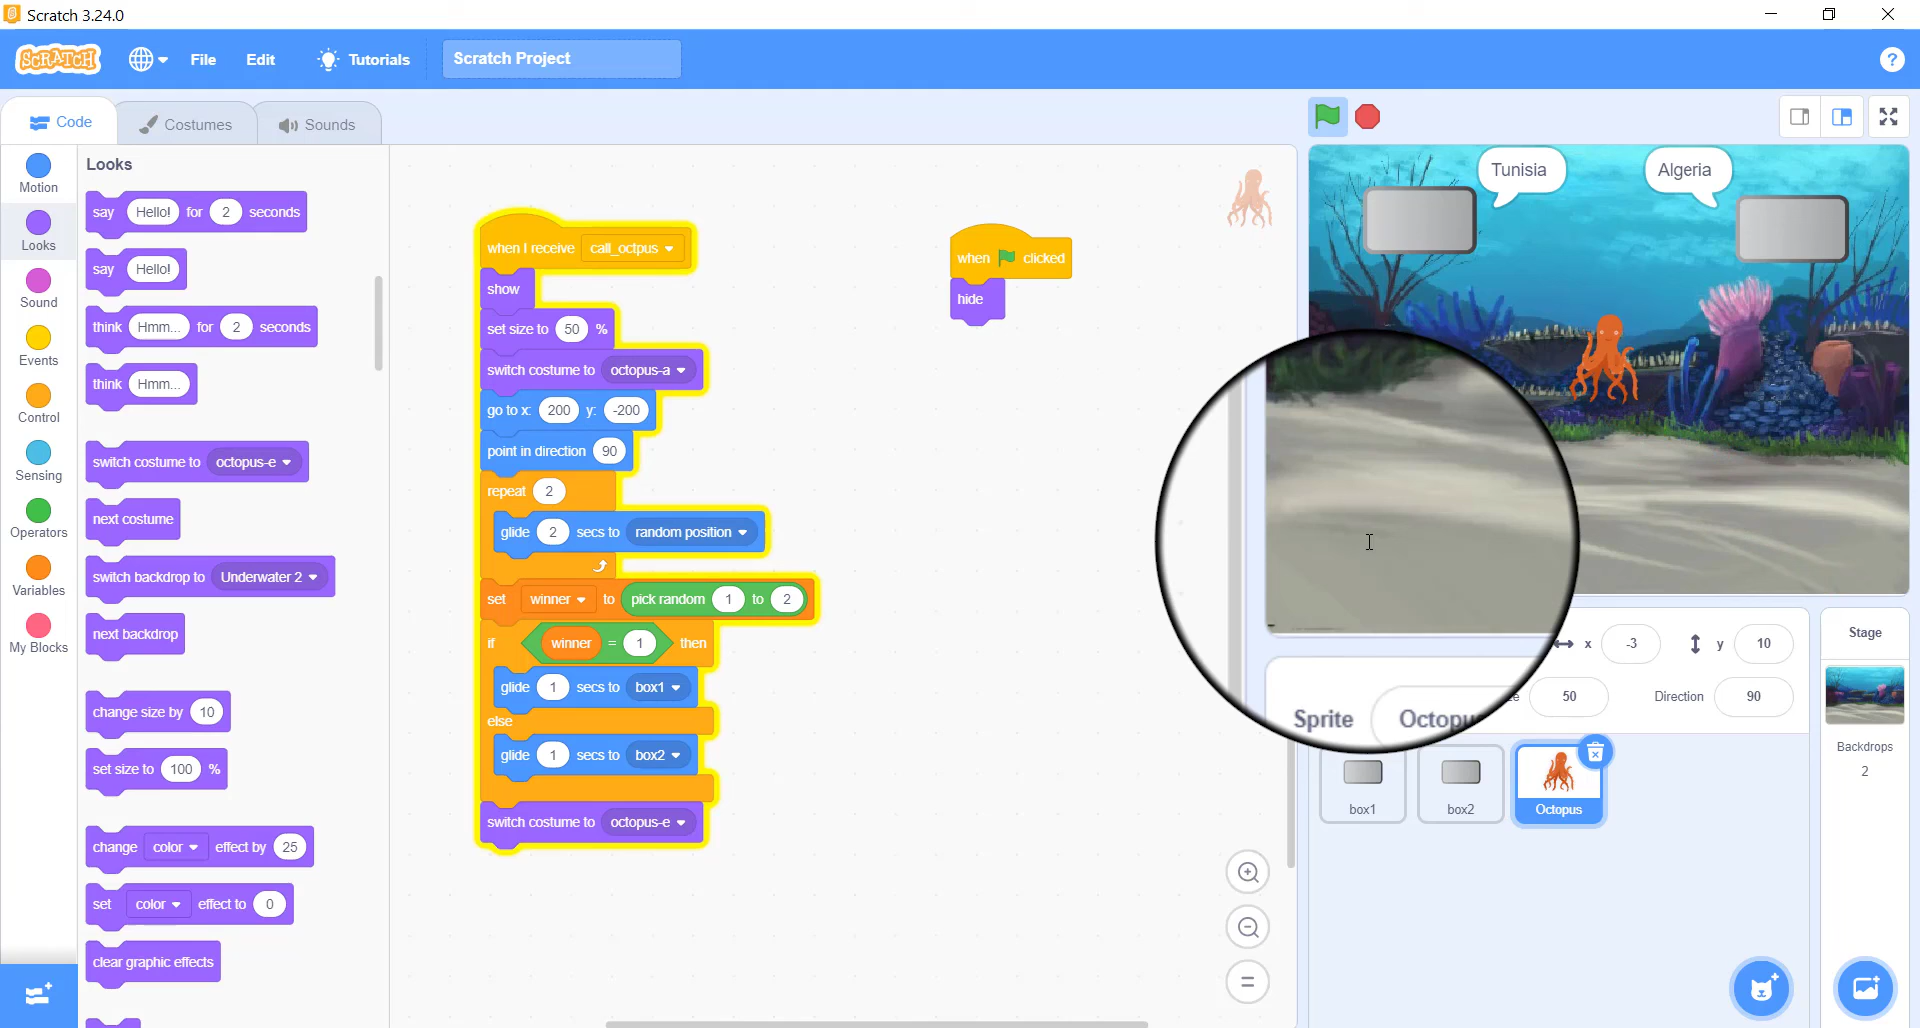 Scratch 3.24.0
SCRATCH
File
Edit
Tutorials
Scratch Project
?
Code
Costumes
Sounds
Motion
Looks
Sound
Events
Control
Sensing
Operators
Variables
My Blocks
Looks
say Hello! for 2 seconds
say Hello!
think Hmm... for 2 seconds
think Hmm...
switch costume to octopus-e
next costume
switch backdrop to Underwater 2
next backdrop
change size by 10
set size to 100 %
change color effect by 25
set color effect to 0
clear graphic effects
when I receive call_octpus
show
set size to 50 %
switch costume to octopus-a
go to x: 200 y: -200
point in direction 90
repeat 2
glide 2 secs to random position
set winner to pick random 1 to 2
if winner = 1 then
glide 1 secs to box1
else
glide 1 secs to box2
switch costume to octopus-e
when clicked
hide
Tunisia
Algeria
Sprite
x -3
y 10
50
Direction 90
box1
box2
Octopus
Stage
Backdrops
2